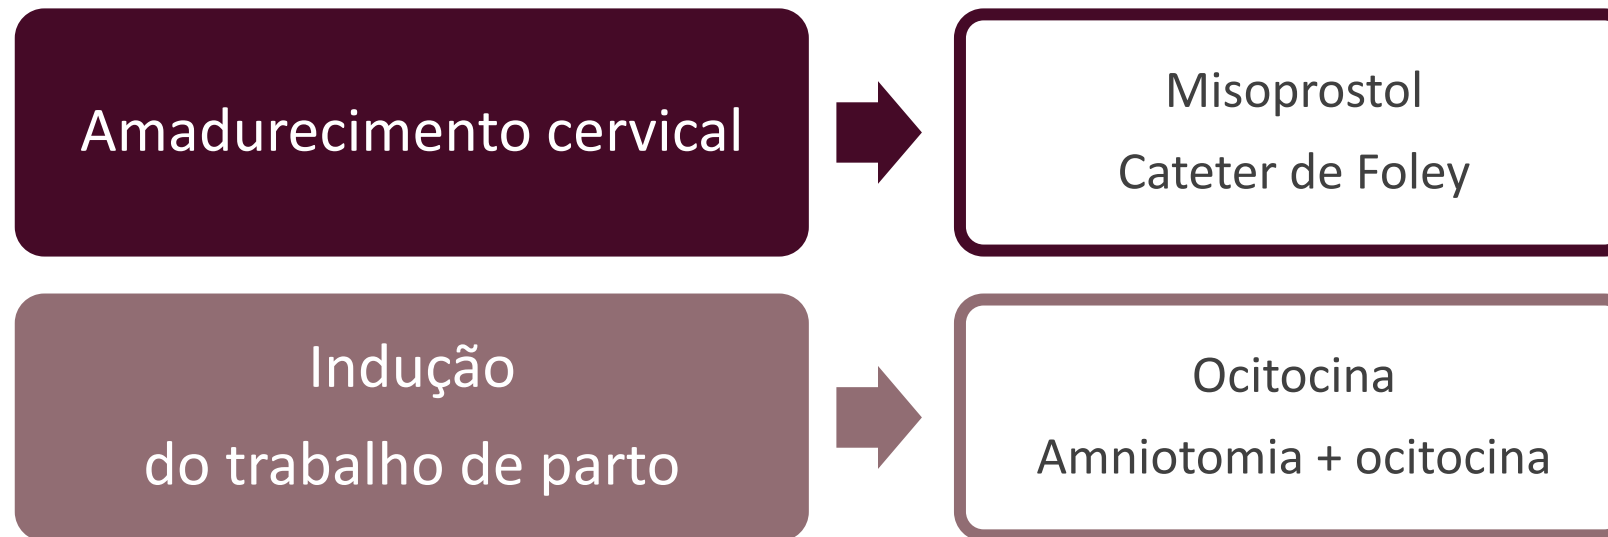 Amadurecimento cervical
Misoprostol
Cateter de Foley
Indução
do trabalho de parto
Ocitocina
Amniotomia + ocitocina